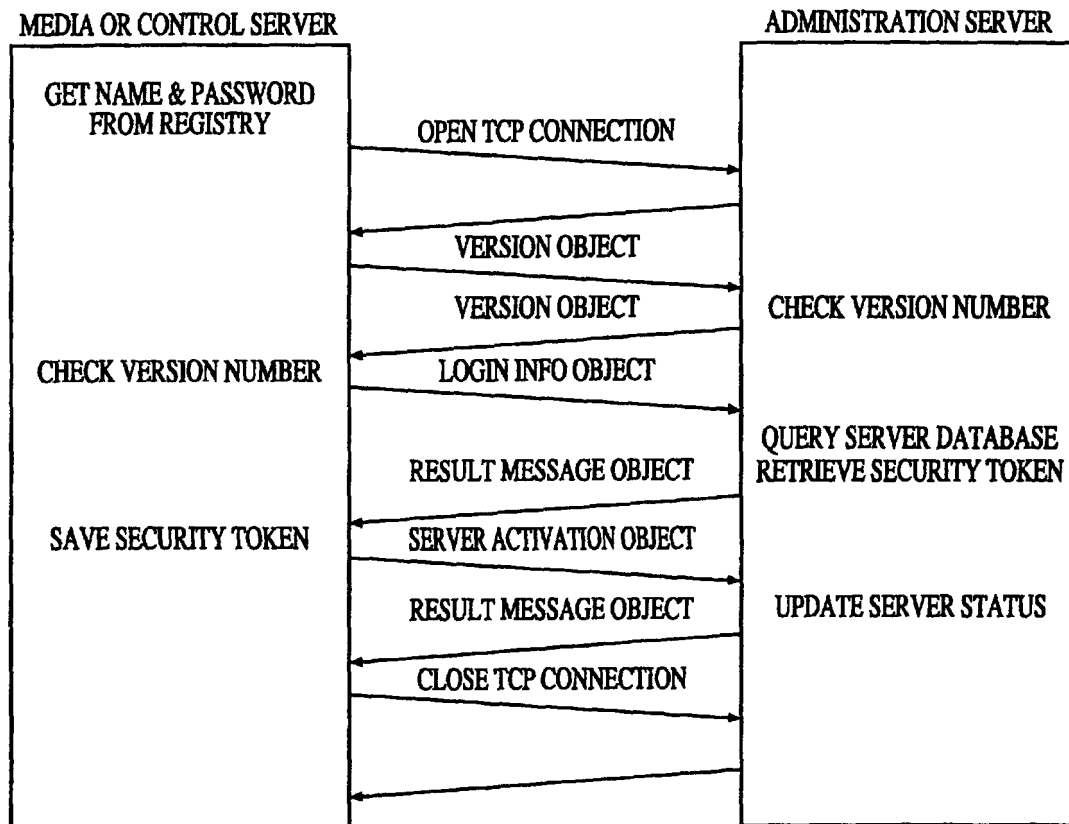 MEDIA OR CONTROL SERVER
ADMINISTRATION SERVER
GET NAME & PASSWORD
FROM REGISTRY
OPEN TCP CONNECTION
VERSION OBJECT
VERSION OBJECT
CHECK VERSION NUMBER
CHECK VERSION NUMBER
LOGIN INFO OBJECT
QUERY SERVER DATABASE
RETRIEVE SECURITY TOKEN
RESULT MESSAGE OBJECT
SAVE SECURITY TOKEN
SERVER ACTIVATION OBJECT
RESULT MESSAGE OBJECT
UPDATE SERVER STATUS
CLOSE TCP CONNECTION